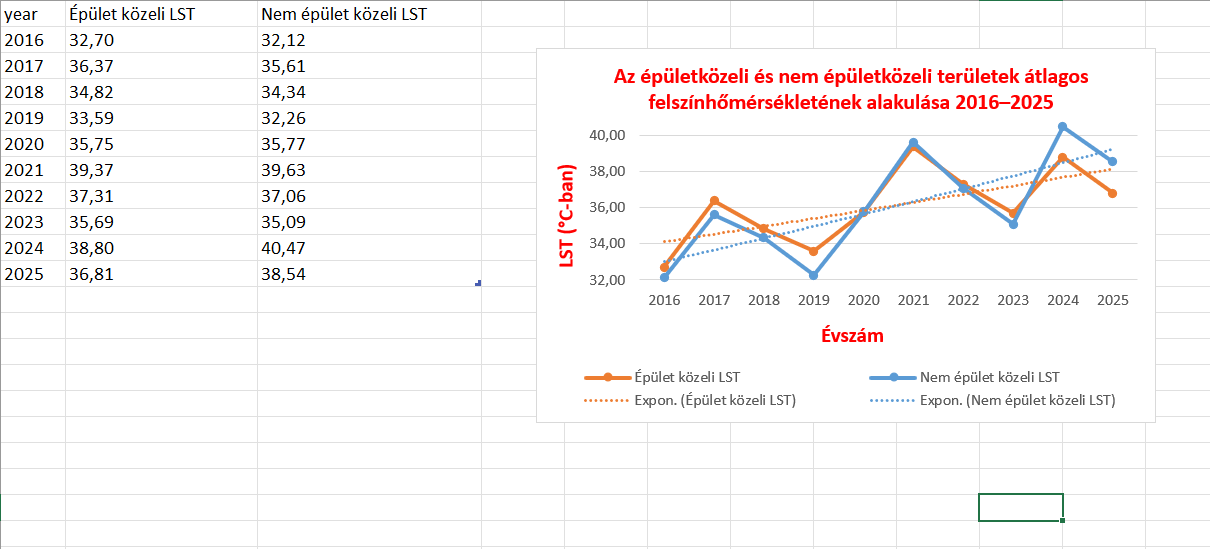 year Épület közeli LST Nem épület közeli LST
2016 32,70 32,12
2017 36,37 35,61
2018 34,82 34,34
2019 33,59 32,26
2020 35,75 35,77
2021 39,37 39,63
2022 37,31 37,06
2023 35,69 35,09
2024 38,80 40,47
2025 36,81 38,54
Az épületközeli és nem épületközeli területek átlagos
felszínhőmérsékletének alakulása 2016–2025
LST (°C-ban)
40,00
38,00
36,00
34,00
32,00
2016 2017 2018 2019 2020 2021 2022 2023 2024 2025
Évszám
Épület közeli LST Nem épület közeli LST
Expon. (Épület közeli LST) Expon. (Nem épület közeli LST)